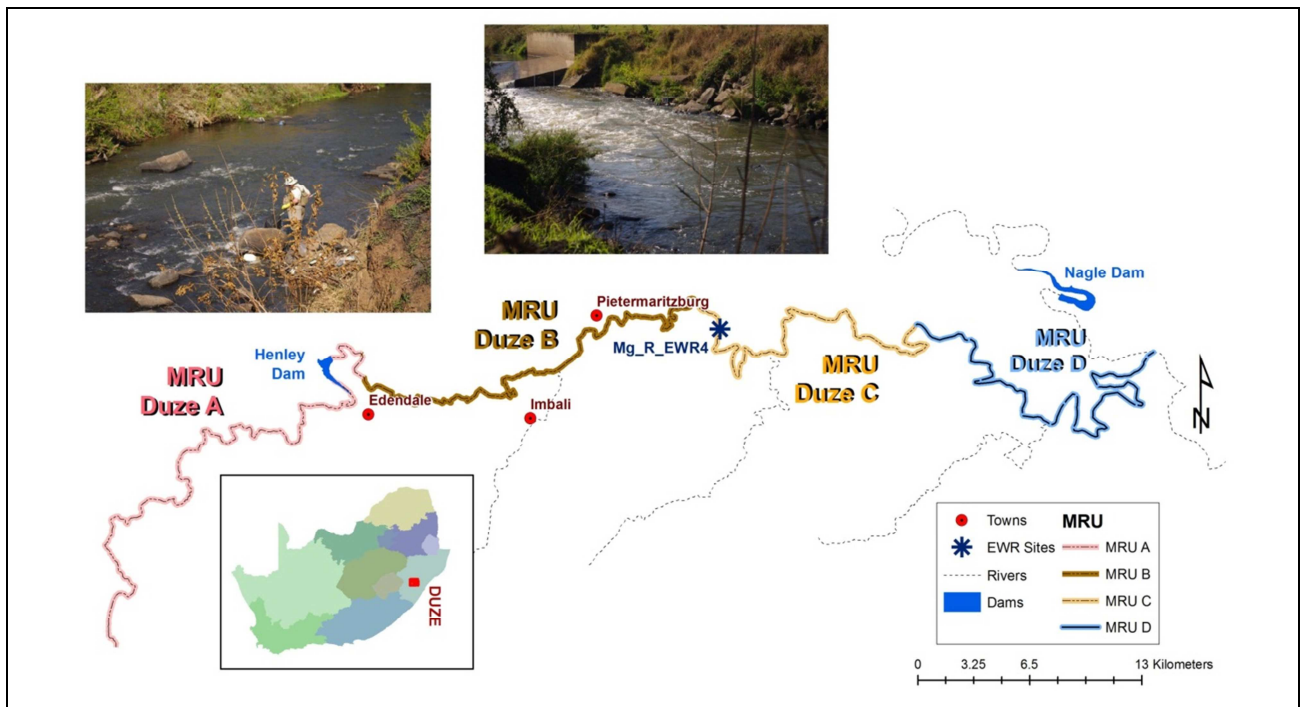 Nagle Dam
Pietermaritzburg
MRU
Duze B
Mg_R_EWR4
MRU
Duze D
Henley
Dam
MRU
Duze C
MRU
Duze A
Edendale
Imbali
N
DUZE
Towns
EWR Sites
Rivers
Dams
MRU
MRU A
MRU B
MRU C
MRU D
0 3.25 6.5 13 Kilometers